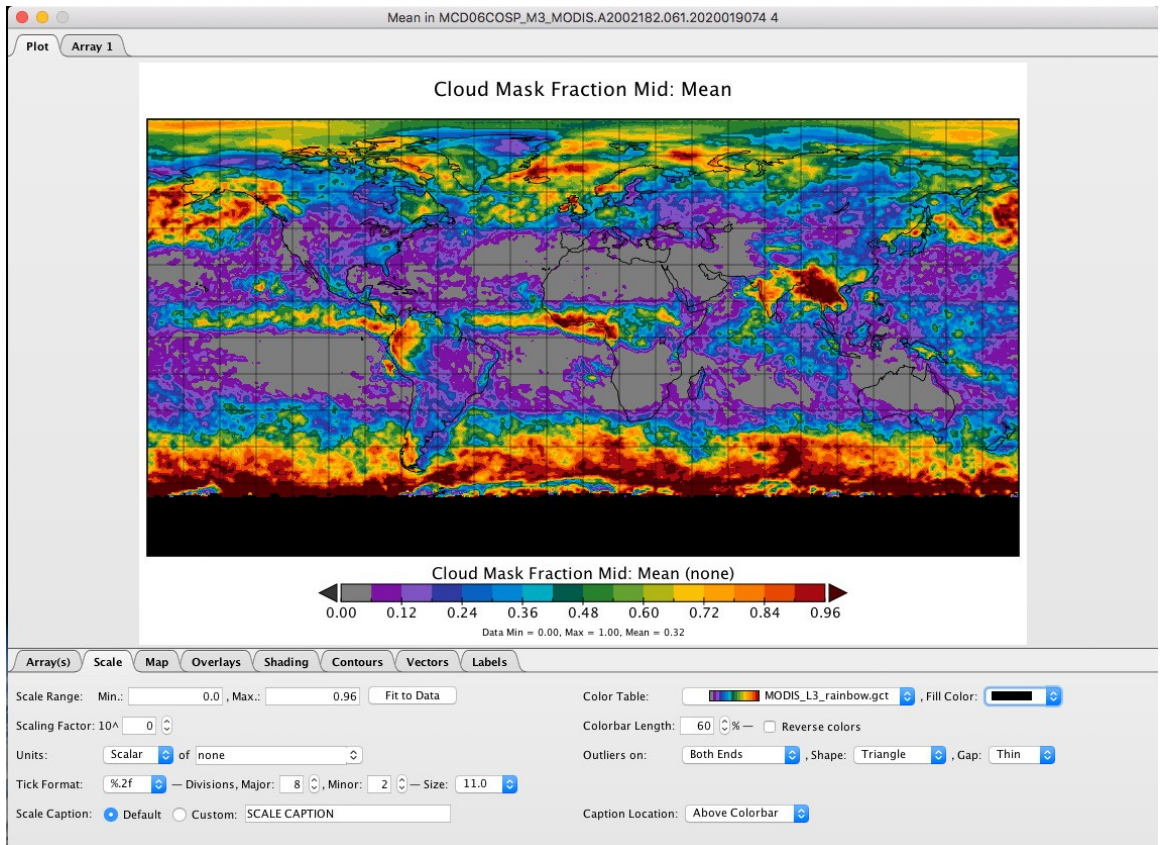 Mean in MCD06COSP_M3_MODIS.A2002182.061.2020019074 4
Plot Array 1
Cloud Mask Fraction Mid: Mean
Cloud Mask Fraction Mid: Mean (none)
0.00 0.12 0.24 0.36 0.48 0.60 0.72 0.84 0.96
Data Min = 0.00, Max = 1.00, Mean = 0.32
Array(s) Scale Map Overlays Shading Contours Vectors Labels
Scale Range: Min.: 0.0 , Max.: 0.96 Fit to Data Color Table: MODIS_L3_rainbow.gct , Fill Color:
Scaling Factor: 10^ 0 Colorbar Length: 60 % — Reverse colors
Units: Scalar of none Outliers on: Both Ends , Shape: Triangle , Gap: Thin
Tick Format: %.2f — Divisions, Major: 8 , Minor: 2 — Size: 11.0
Scale Caption: Default Custom: SCALE CAPTION Caption Location: Above Colorbar